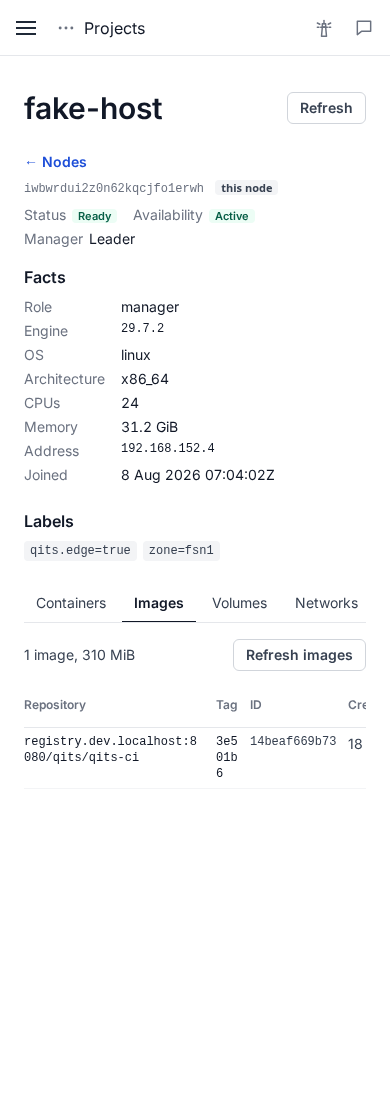 Projects
fake-host
Refresh
← Nodes
iwbwrdui2z0n62kqcjfo1erwh this node
Status Ready Availability Active
Manager Leader
Facts
Role manager
Engine 29.7.2
OS linux
Architecture x86_64
CPUs 24
Memory 31.2 GiB
Address 192.168.152.4
Joined 8 Aug 2026 07:04:02Z
Labels
qits.edge=true zone=fsn1
Containers Images Volumes Networks
1 image, 310 MiB
Refresh images
Repository Tag ID Cre
registry.dev.localhost:8 3e5 14beaf669b73 18
080/qits/qits-ci 01b
6